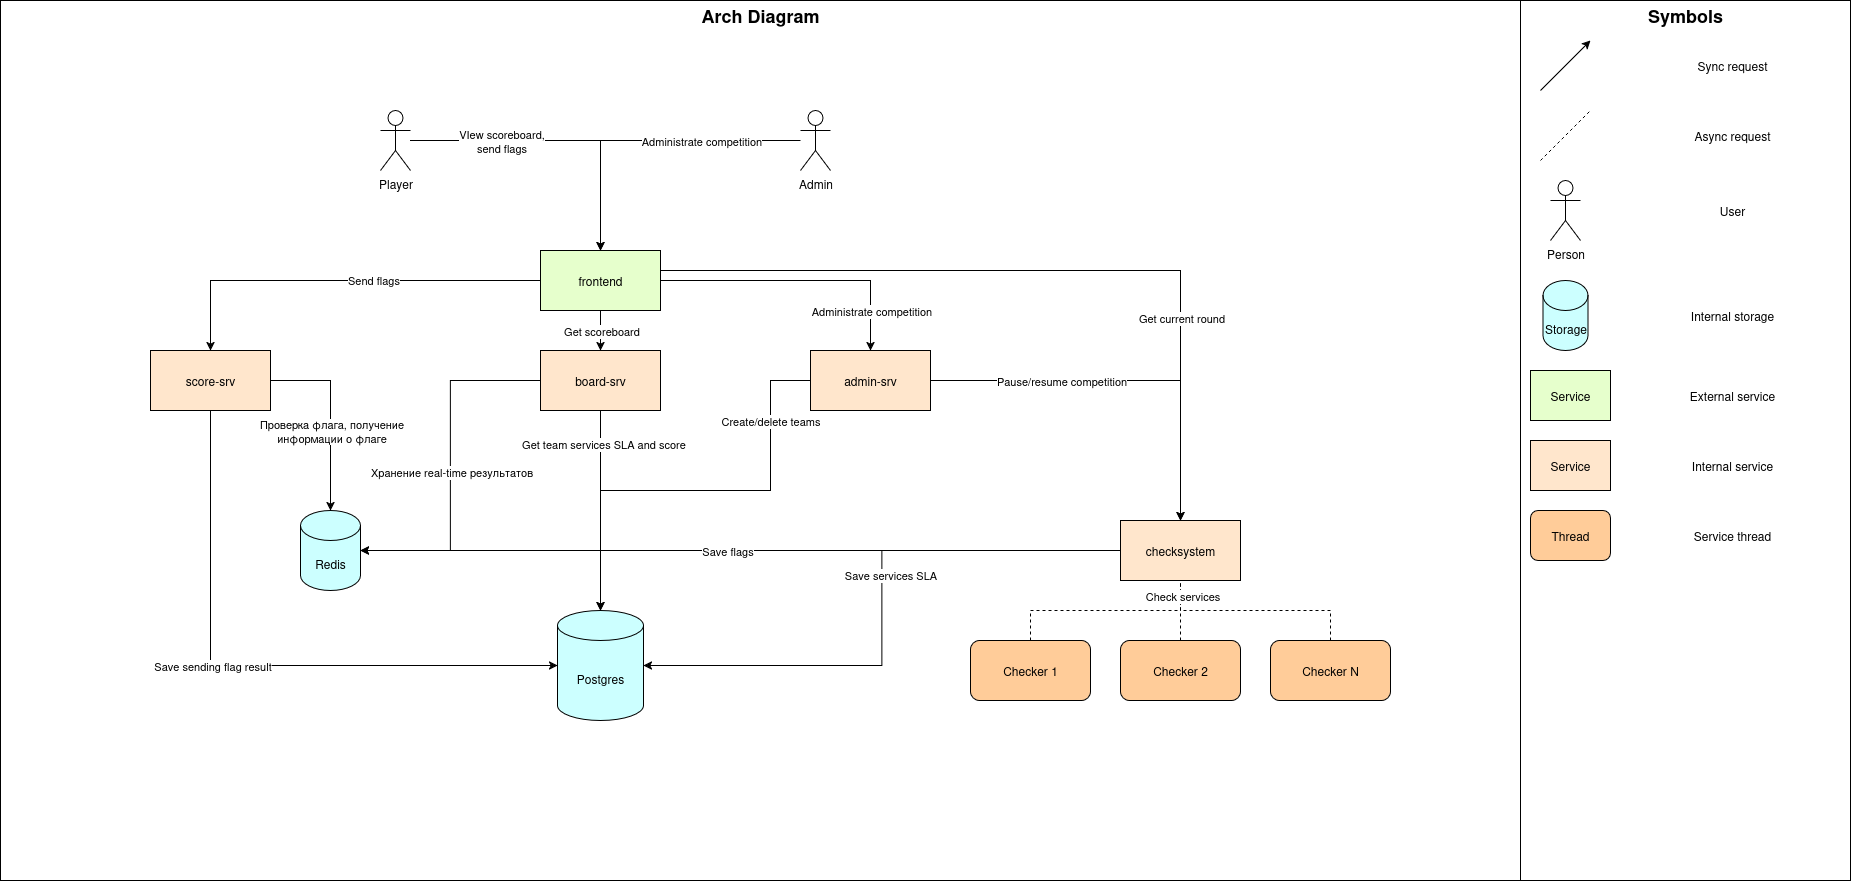 Arch Diagram
Symbols
Sync request
Async request
User
Person
Storage
Internal storage
Service
External service
Service
Internal service
Thread
Service thread
VIew scoreboard,
send flags
Administrate competition
Player
Admin
frontend
Send flags
Get scoreboard
Administrate competition
Get current round
score-srv
board-srv
admin-srv
Pause/resume competition
Проверка флага, получение
информации о флаге
Create/delete teams
Get team services SLA and score
Хранение real-time результатов
Redis
Save flags
checksystem
Save services SLA
Check services
Save sending flag result
Postgres
Checker 1
Checker 2
Checker N